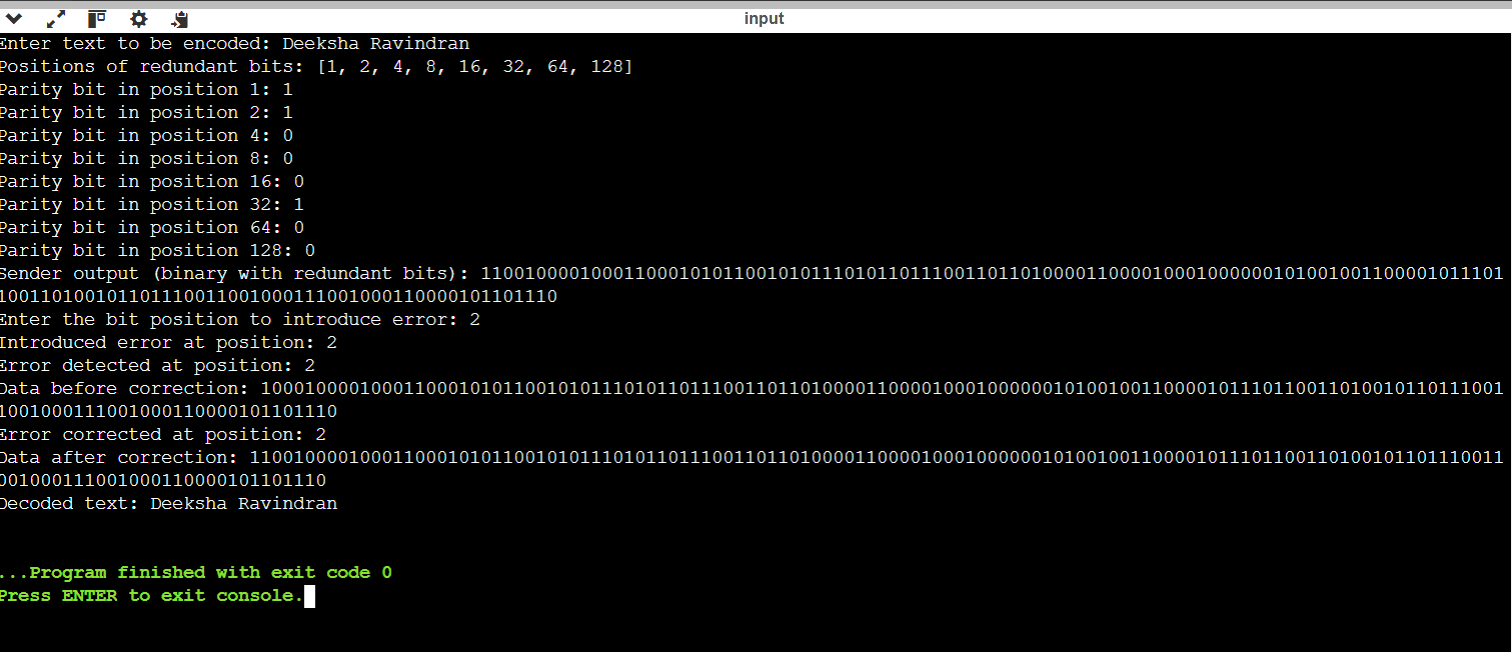 input
Enter text to be encoded: Deeksha Ravindran
Positions of redundant bits: [1, 2, 4, 8, 16, 32, 64, 128]
Parity bit in position 1: 1
Parity bit in position 2: 1
Parity bit in position 4: 0
Parity bit in position 8: 0
Parity bit in position 16: 0
Parity bit in position 32: 1
Parity bit in position 64: 0
Parity bit in position 128: 0
Sender output (binary with redundant bits): 110010000100011000101011001010111010110111001101101000011000010001000000101001001100001011101
100110100101101110011001000111001000110000101101110
Enter the bit position to introduce error: 2
Introduced error at position: 2
Error detected at position: 2
Data before correction: 10001000010001100010101100101011101011011100110110100001100001000100000010100100110000101110110011010010110111001
1001000111001000110000101101110
Error corrected at position: 2
Data after correction: 110010000100011000101011001010111010110111001101101000011000010001000000101001001100001011101100110100101101110011
001000111001000110000101101110
Decoded text: Deeksha Ravindran
...Program finished with exit code 0
Press ENTER to exit console.